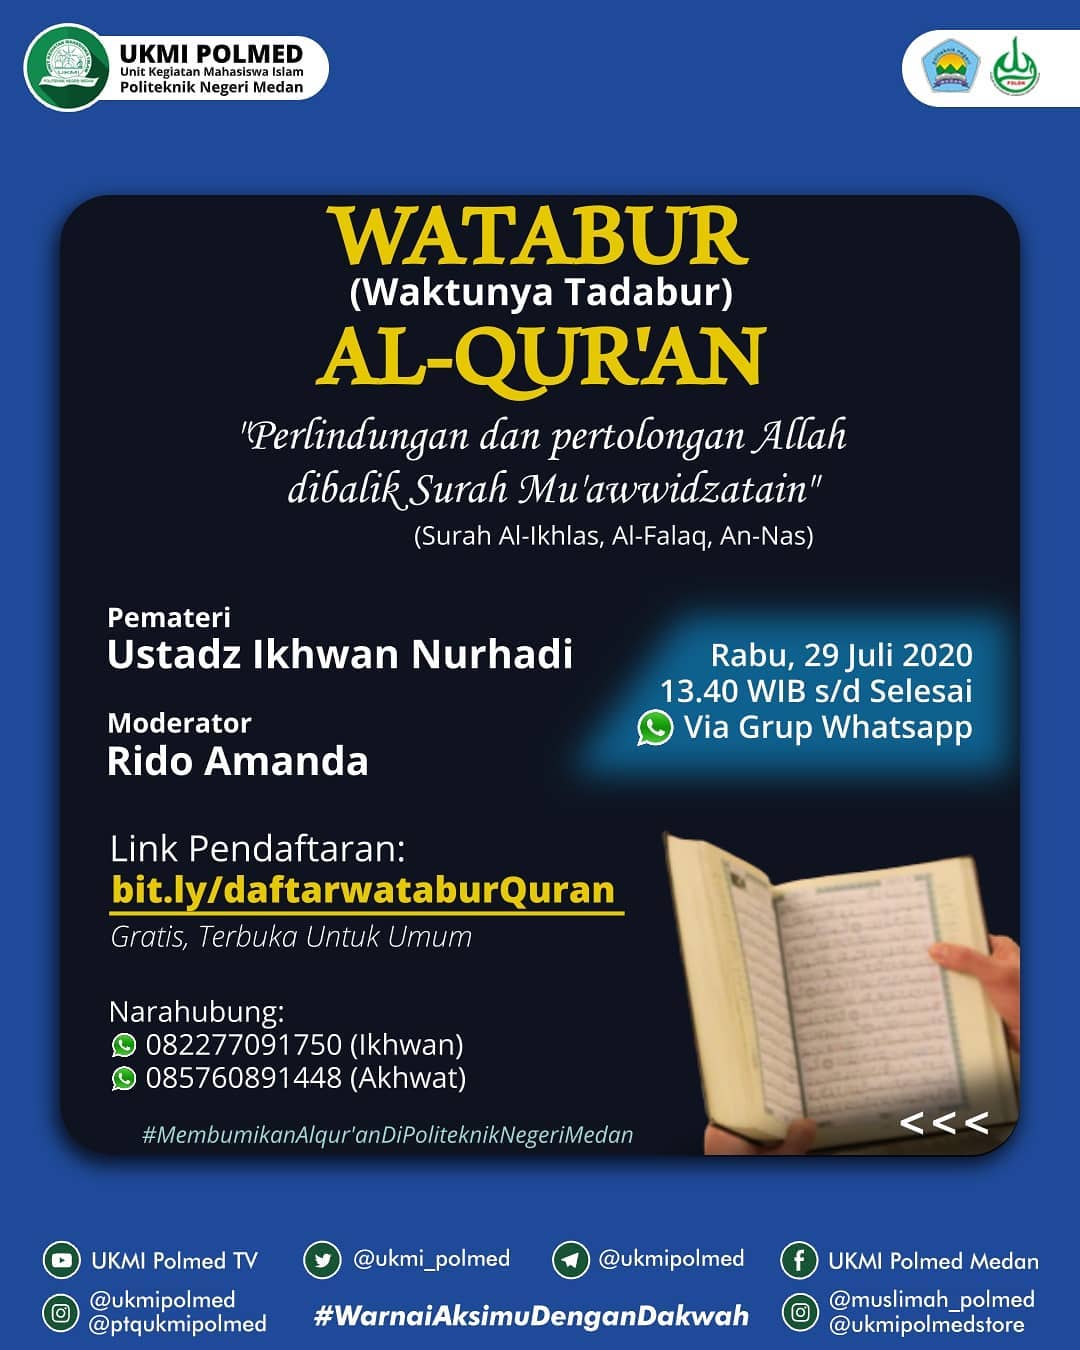 UKMI POLMED
Unit Kegiatan Mahasiswa Islam
Politeknik Negeri Medan
WATABUR
(Waktunya Tadabur)
AL-QUR'AN
"Perlindungan dan pertolongan Allah
dibalik Surah Mu'awwidzatain"
(Surah Al-Ikhlas, Al-Falaq, An-Nas)
Pemateri
Ustadz Ikhwan Nurhadi
Moderator
Rido Amanda
Rabu, 29 Juli 2020
13.40 WIB s/d Selesai
Via Grup Whatsapp
Link Pendaftaran:
bit.ly/daftarwataburQuran
Gratis, Terbuka Untuk Umum
Narahubung:
082277091750 (Ikhwan)
085760891448 (Akhwat)
<<<
#MembumikanAlqur'anDiPoliteknikNegeriMedan
UKMI Polmed TV
@ukmi_polmed
@ukmipolmed
UKMI Polmed Medan
@ukmipolmed
@ptqukmipolmed
#WarnaiAksimuDenganDakwah
@muslimah_polmed
@ukmipolmedstore